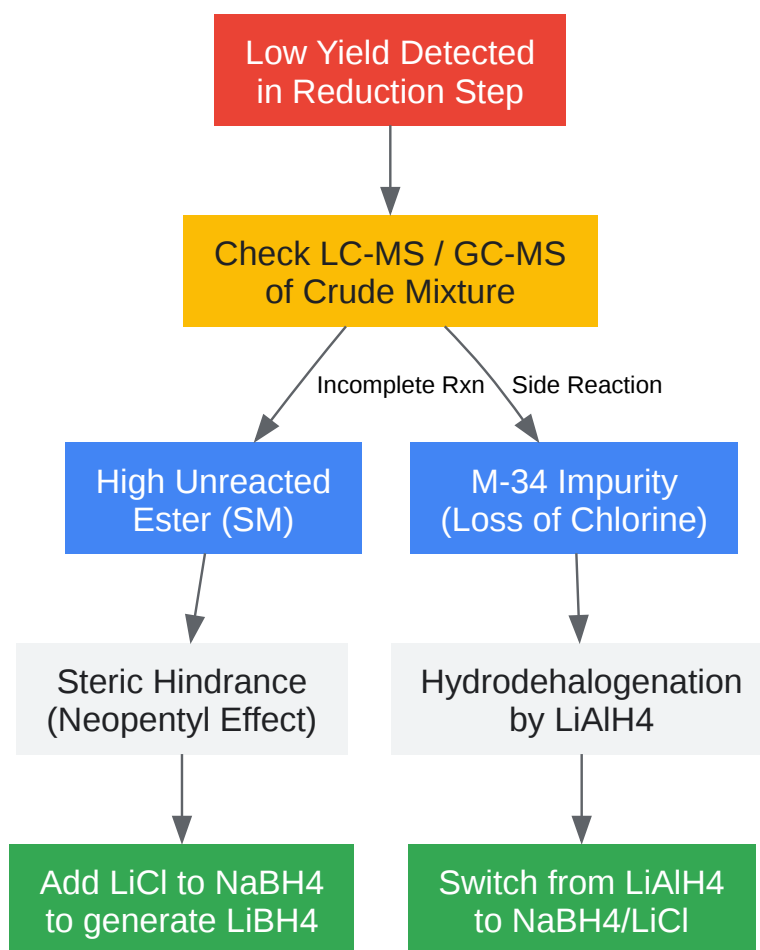 Low Yield Detected
in Reduction Step
Check LC-MS / GC-MS
of Crude Mixture
Incomplete Rxn
Side Reaction
High Unreacted
Ester (SM)
M-34 Impurity
(Loss of Chlorine)
Steric Hindrance
(Neopentyl Effect)
Hydrodehalogenation
by LiAlH4
Add LiCl to NaBH4
to generate LiBH4
Switch from LiAlH4
to NaBH4/LiCl